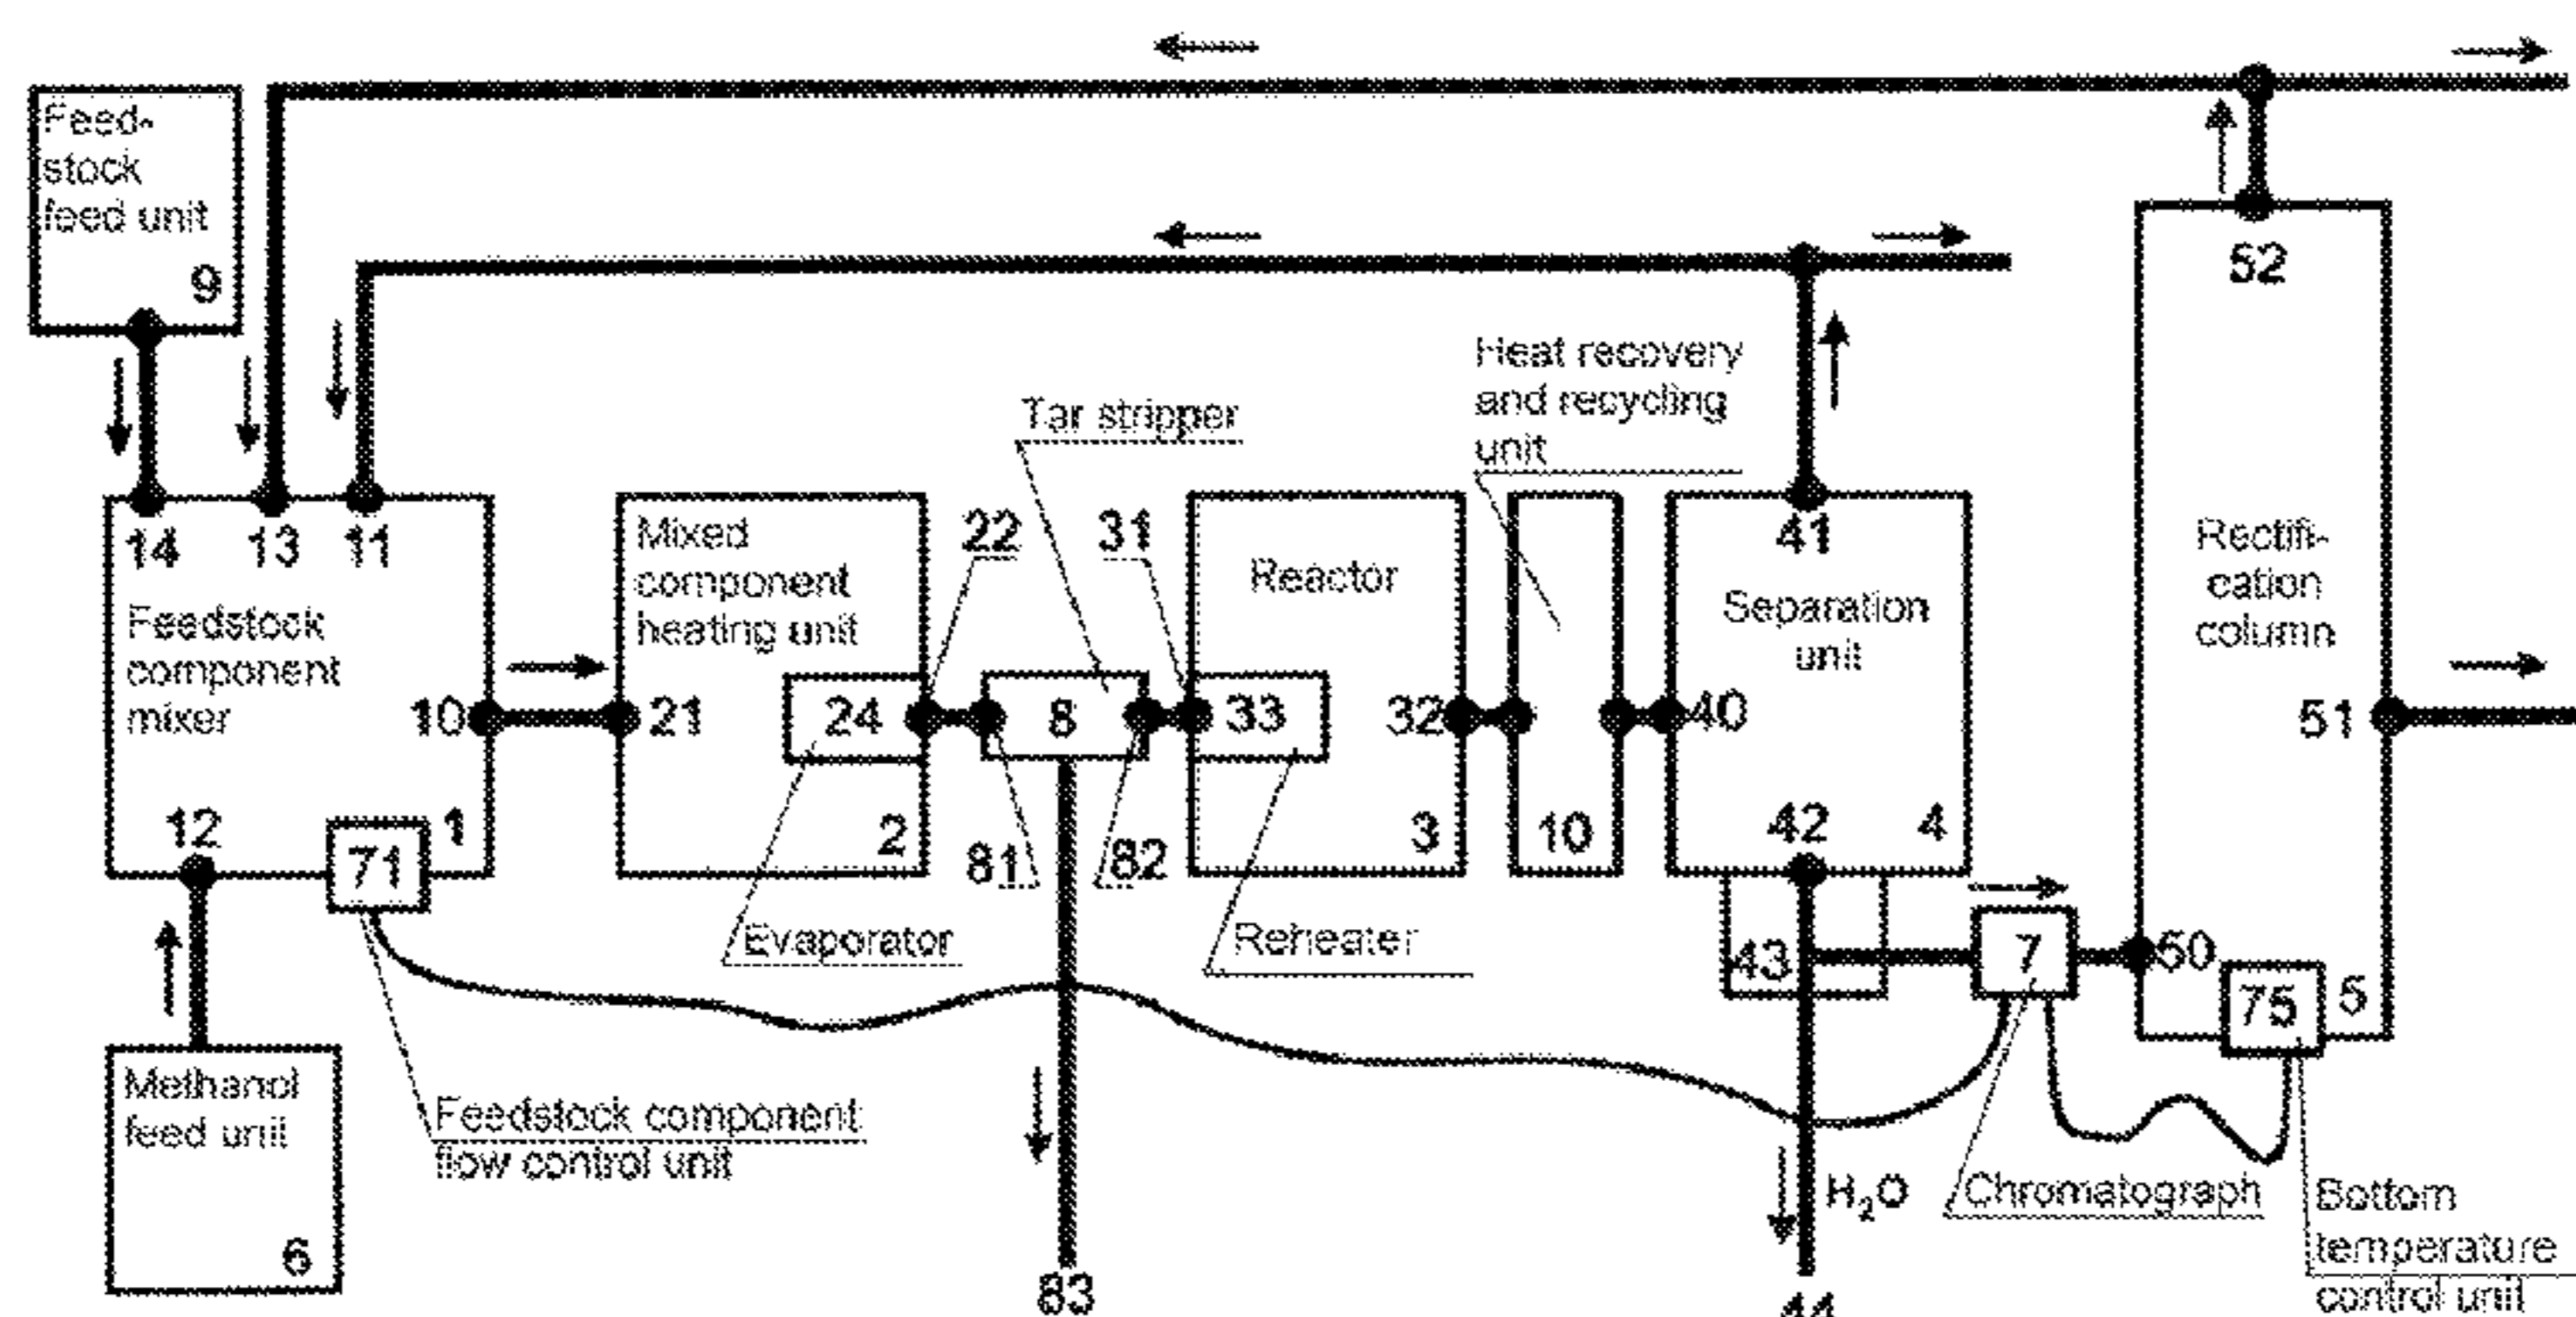 Feed-
stock
feed unit
9
14
13
11
Feedstock
component
mixer
10
12
71
1
Methanol
feed unit
6
Feedstock component
flow control unit
Mixed
component
heating unit
21
24
22
2
Evaporator
Tar stripper
8
81
82
83
31
Reactor
33
32
3
Reheater
Heat recovery
and recycling
unit
10
41
Separation
unit
40
42
4
43
H₂O
44
7
Chromatograph
52
Rectifi-
cation
column
51
50
75
5
Bottom
temperature
control unit